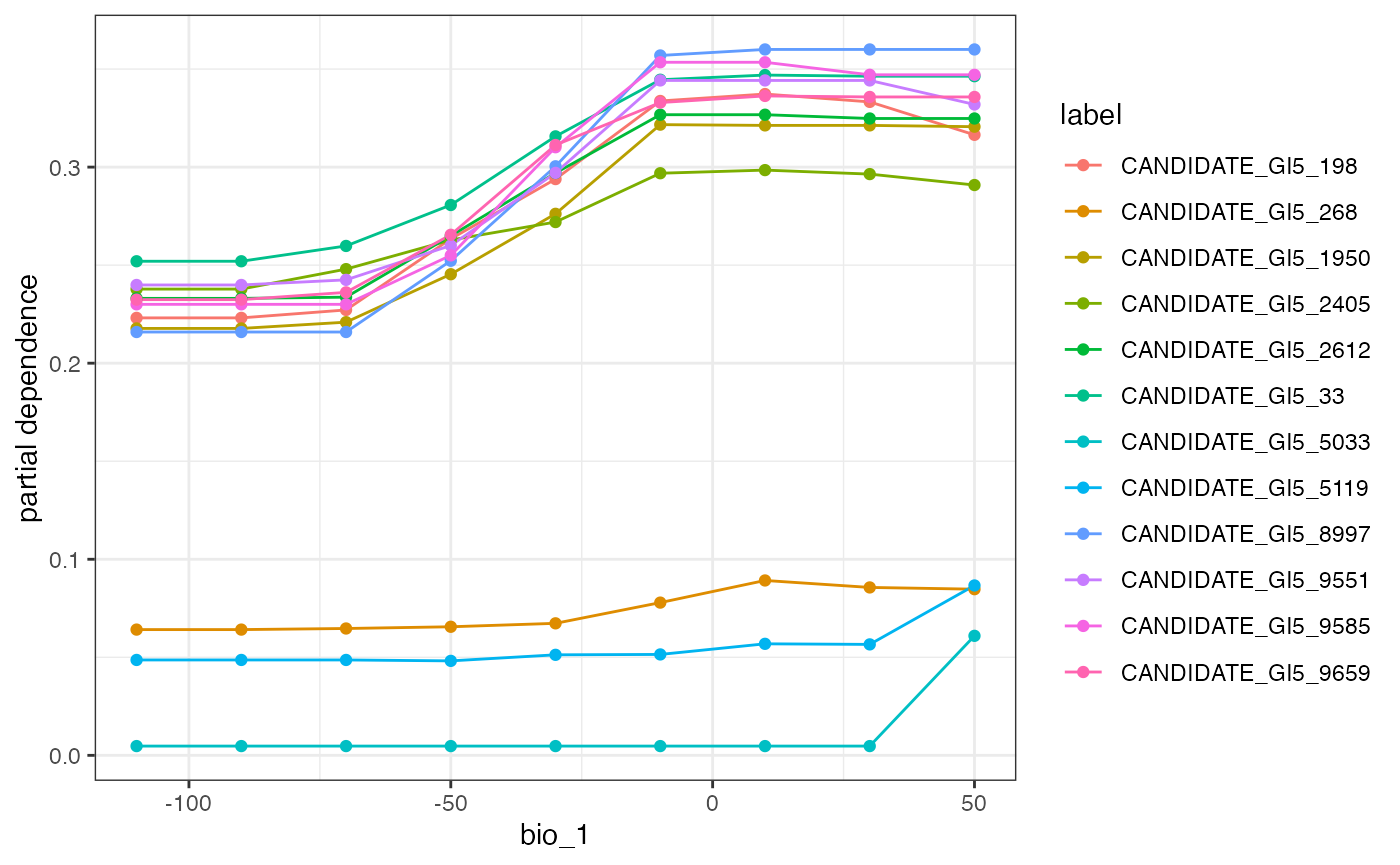 0.3
0.2
0.1
0.0
-100
-50
0
50
bio_1
partial dependence
label
CANDIDATE_GI5_198
CANDIDATE_GI5_268
CANDIDATE_GI5_1950
CANDIDATE_GI5_2405
CANDIDATE_GI5_2612
CANDIDATE_GI5_33
CANDIDATE_GI5_5033
CANDIDATE_GI5_5119
CANDIDATE_GI5_8997
CANDIDATE_GI5_9551
CANDIDATE_GI5_9585
CANDIDATE_GI5_9659